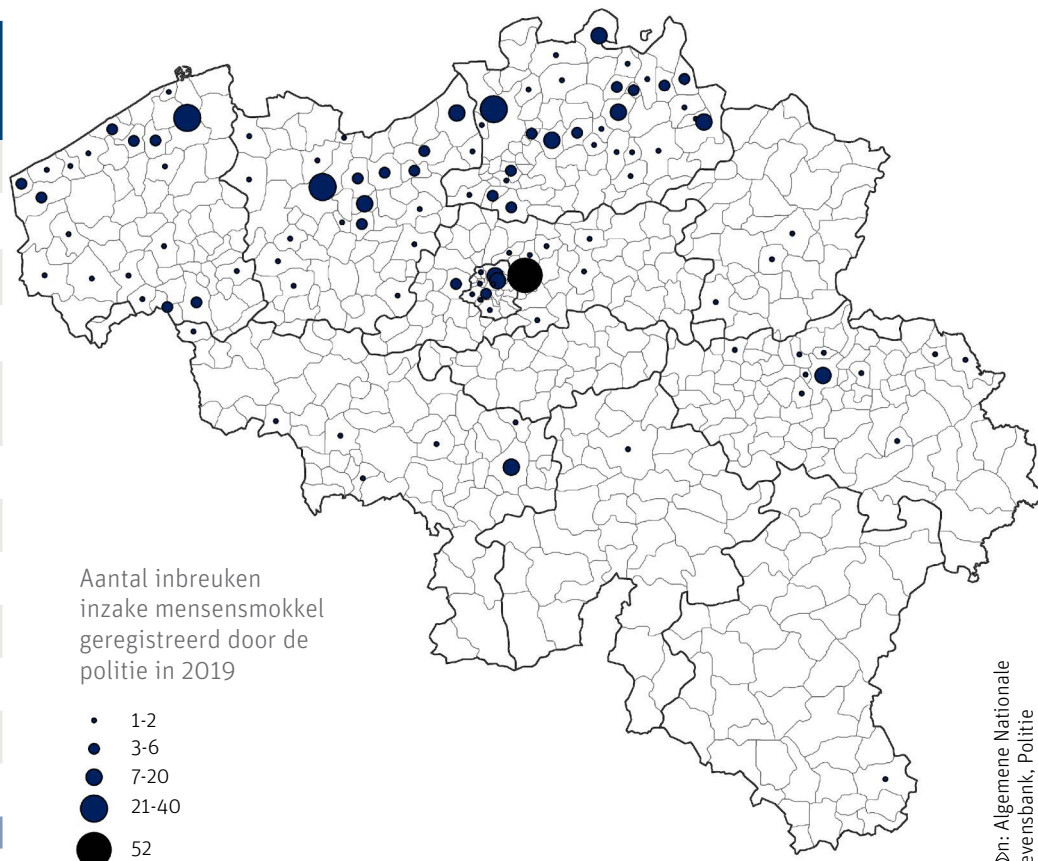 Aantal inbreuken
inzake mensensmokkel
geregistreerd door de
politie in 2019
1-2
3-6
7-20
21-40
52
Algemene Nationale
Politie